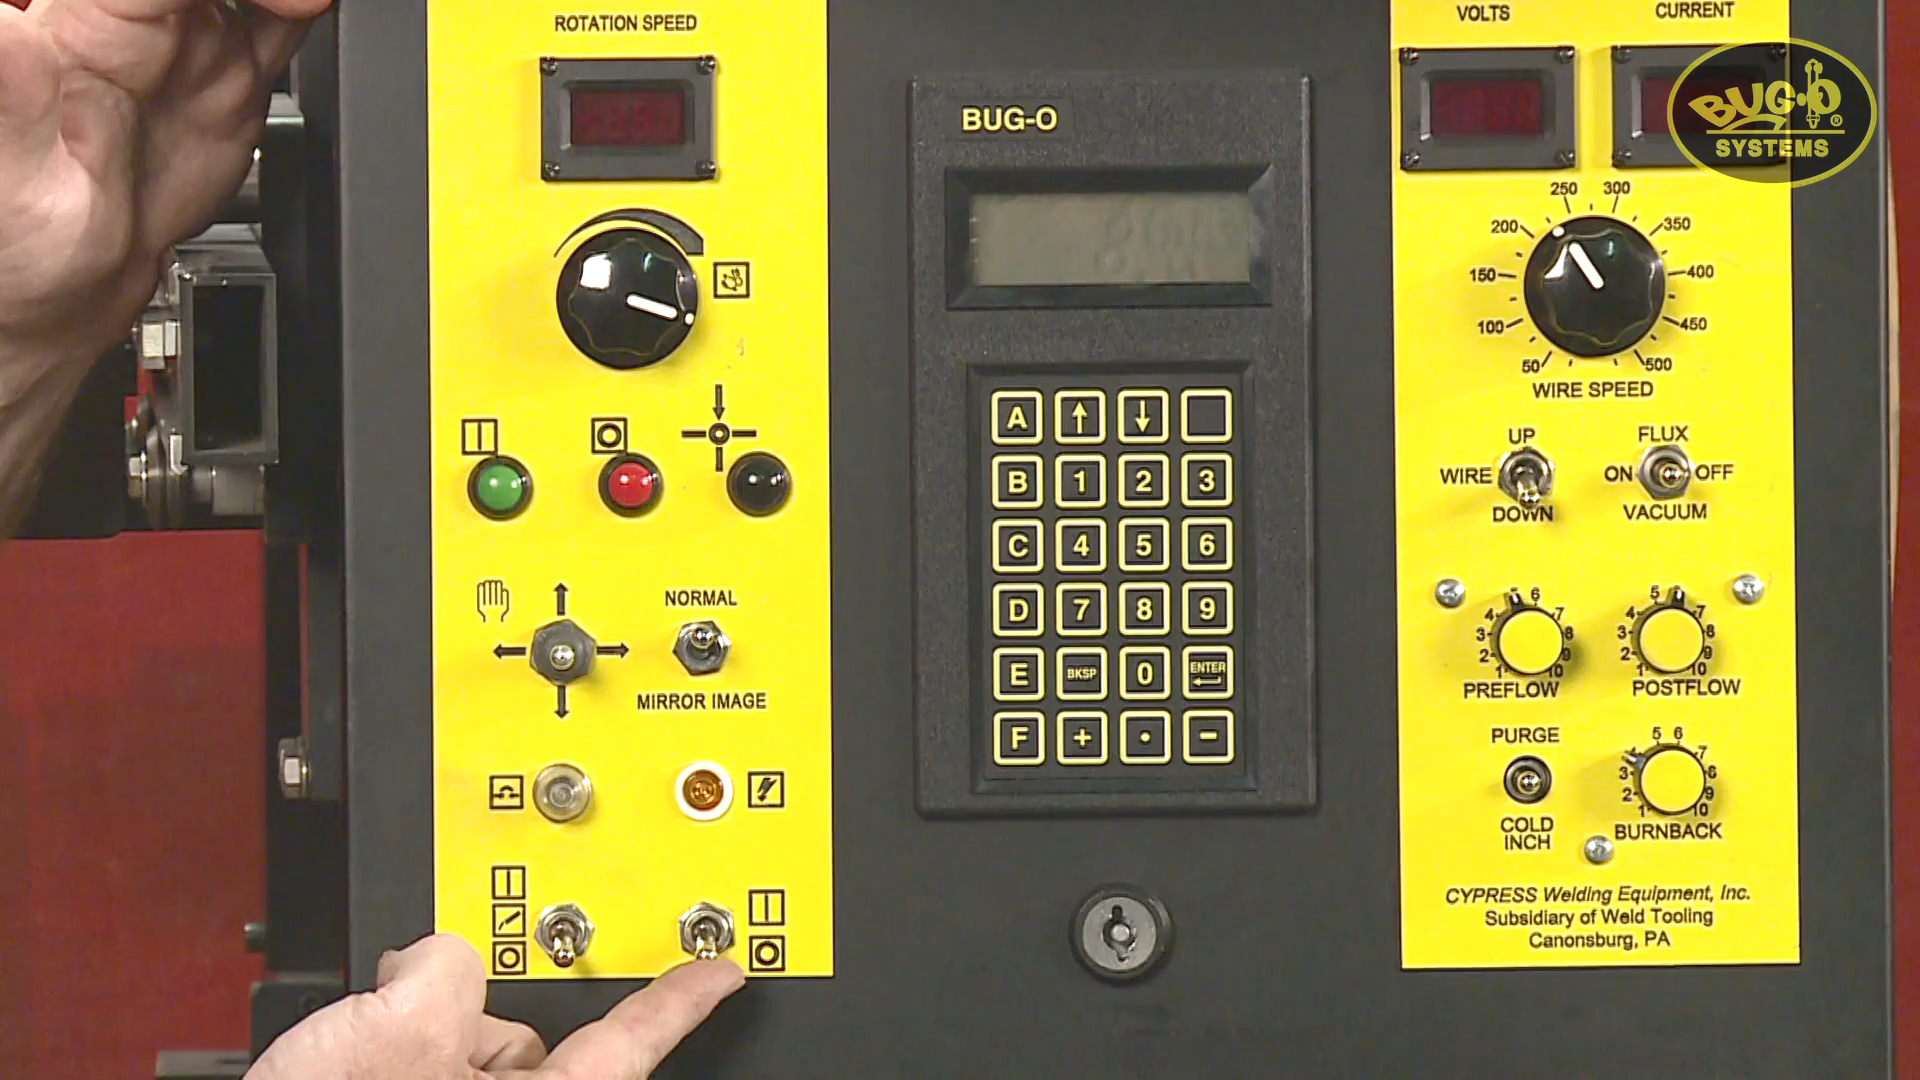 ROTATION SPEED
NORMAL
MIRROR IMAGE
BUG-O
A
B 1 2 3
C 4 5 6
D 7 8 9
E BKSP 0 ENTER
F + • -
VOLTS CURRENT
BUG-O®
SYSTEMS
50 100 150 200 250 300 350 400 450 500
WIRE SPEED
UP
WIRE
DOWN
FLUX
ON OFF
VACUUM
1 2 3 4 5 6 7 8 9 10
PREFLOW
1 2 3 4 5 7 8 9 10
POSTFLOW
PURGE
COLD
INCH
1 2 3 5 6 7 8 9 10
BURNBACK
CYPRESS Welding Equipment, Inc.
Subsidiary of Weld Tooling
Canonsburg, PA